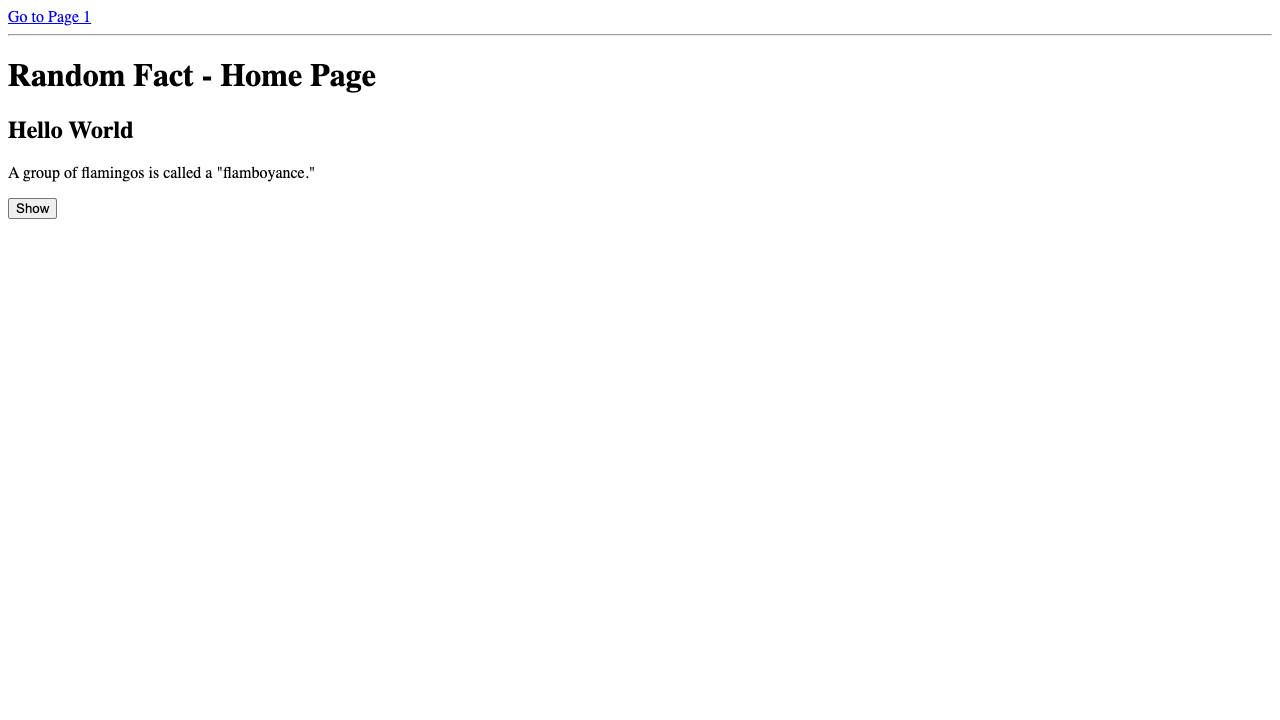 Go to Page 1
Random Fact - Home Page
Hello World
A group of flamingos is called a "flamboyance."
Show